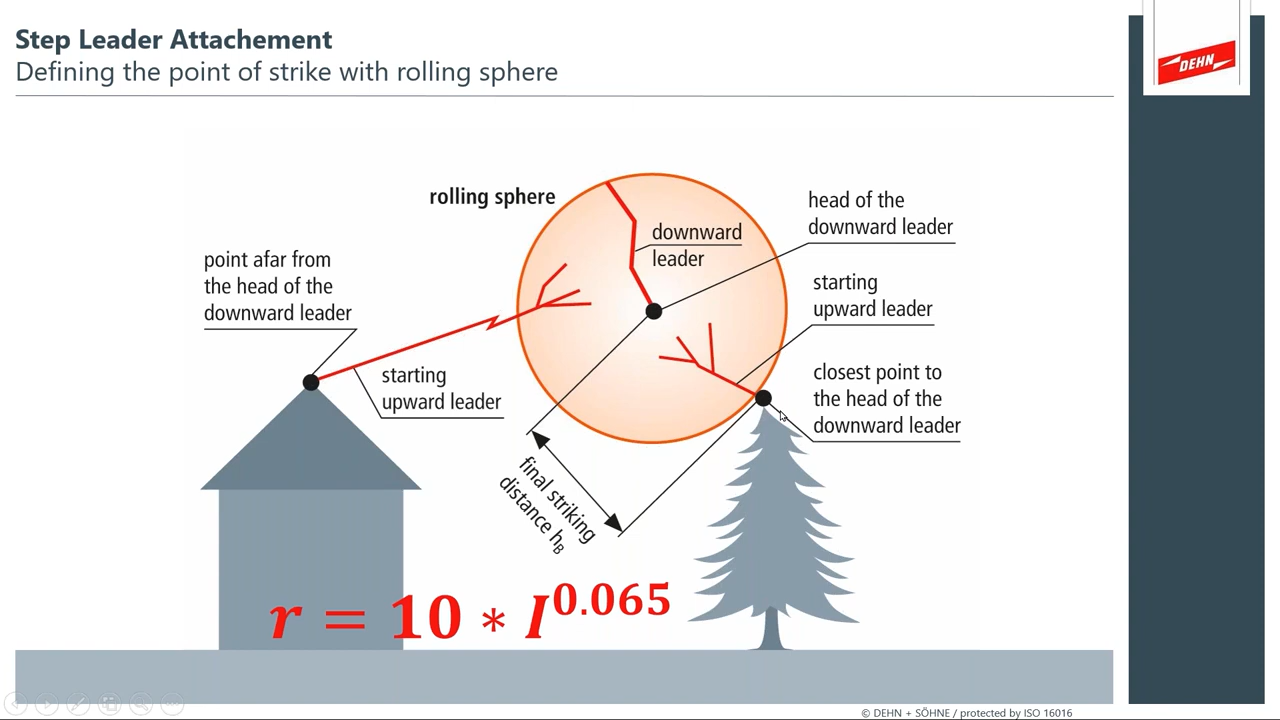 Step Leader Attachement
Defining the point of strike with rolling sphere
DEHN
rolling sphere
downward
leader
head of the
downward leader
point afar from
the head of the
downward leader
starting
upward leader
starting
upward leader
closest point to
the head of the
downward leader
final striking
distance hB
r = 10 * I^0.065
© DEHN + SÖHNE / protected by ISO 16016